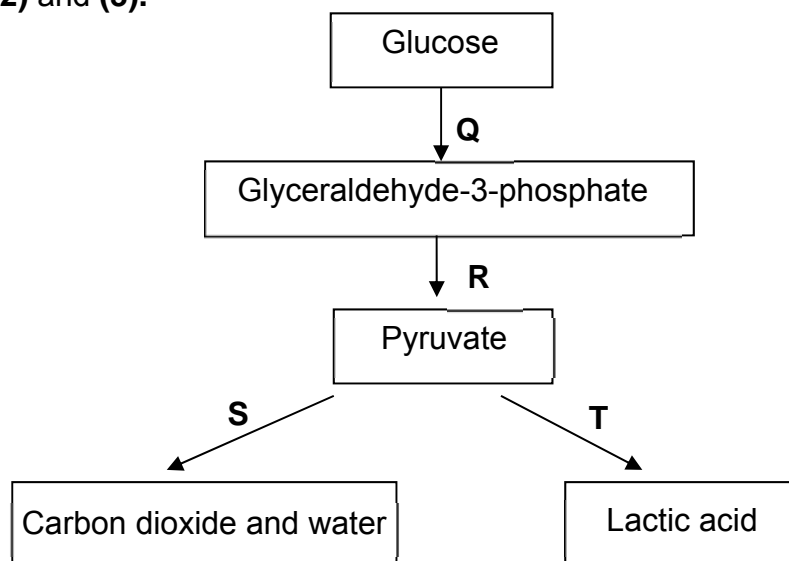 2) and (3).
Glucose
Q
Glyceraldehyde-3-phosphate
R
Pyruvate
S
T
Carbon dioxide and water
Lactic acid